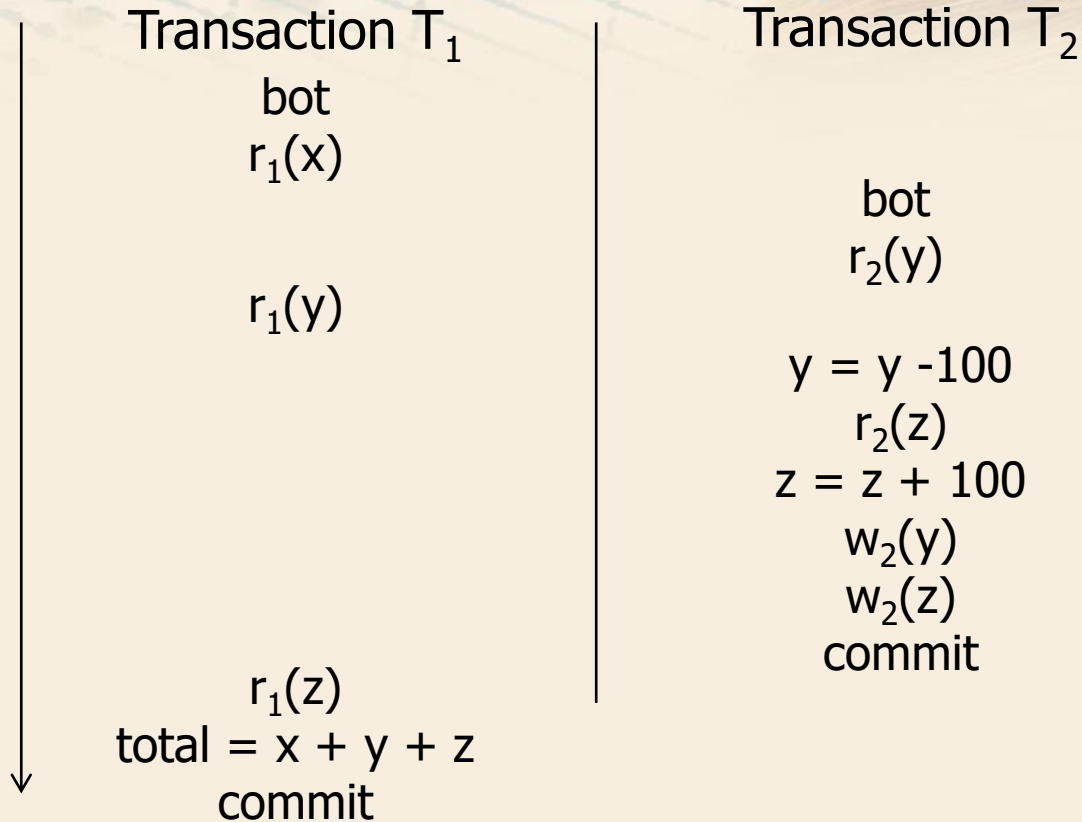 Transaction T₁
Transaction T₂
bot
r₁(x)
bot
r₂(y)
r₁(y)
y = y -100
r₂(z)
z = z + 100
w₂(y)
w₂(z)
commit
r₁(z)
total = x + y + z
commit